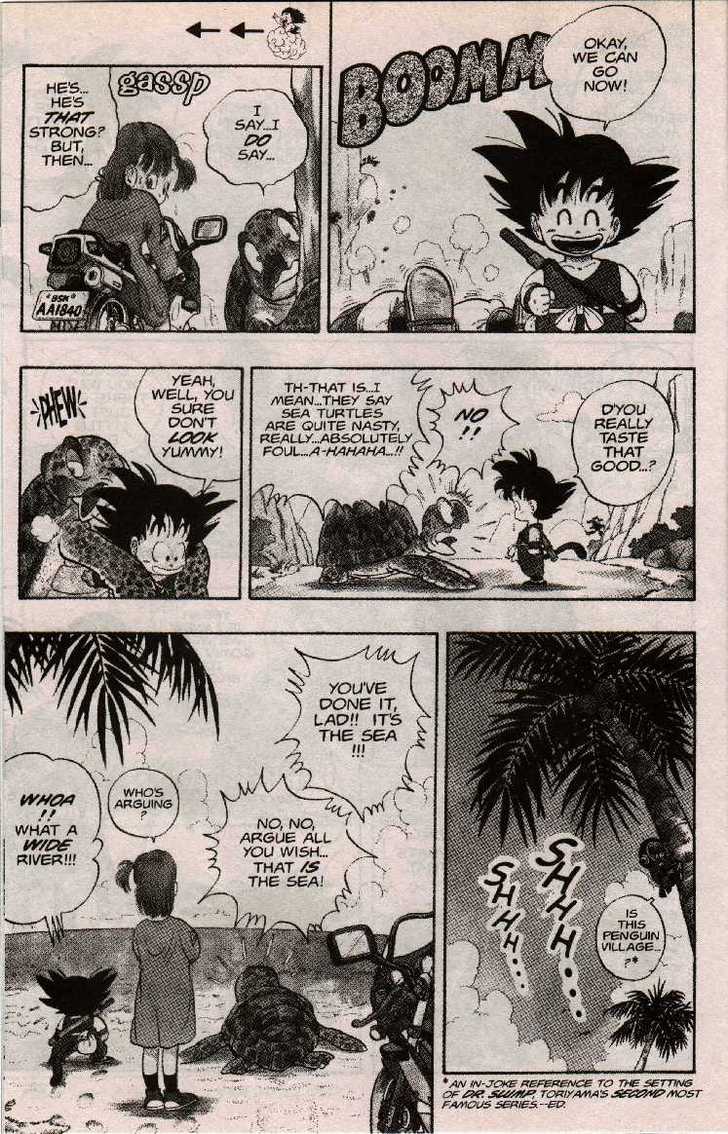 OKAY,
WE CAN
GO
NOW!
BOOMM
gassp
I
SAY...I
DO
SAY...
HE'S...
HE'S
THAT
STRONG?
BUT,
THEN...
"BSK"
AA1840
D'YOU
REALLY
TASTE
THAT
GOOD...?
NO
!!
TH-THAT IS...I
MEAN...THEY SAY
SEA TURTLES
ARE QUITE NASTY,
REALLY...ABSOLUTELY
FOUL...A-HAHAHA...!!
YEAH,
WELL, YOU
SURE
DON'T
LOOK
YUMMY!
PHEW
IS
THIS
PENGUIN
VILLAGE...
?*
SHHH...
SHHH...
*AN IN-JOKE REFERENCE TO THE SETTING
OF DR. SLUMP, TORIYAMA'S SECOND MOST
FAMOUS SERIES.--ED.
YOU'VE
DONE IT,
LAD!! IT'S
THE SEA
!!!
NO, NO,
ARGUE ALL
YOU WISH...
THAT IS
THE SEA!
WHO'S
ARGUING
?
WHOA
!!
WHAT A
WIDE
RIVER!!!